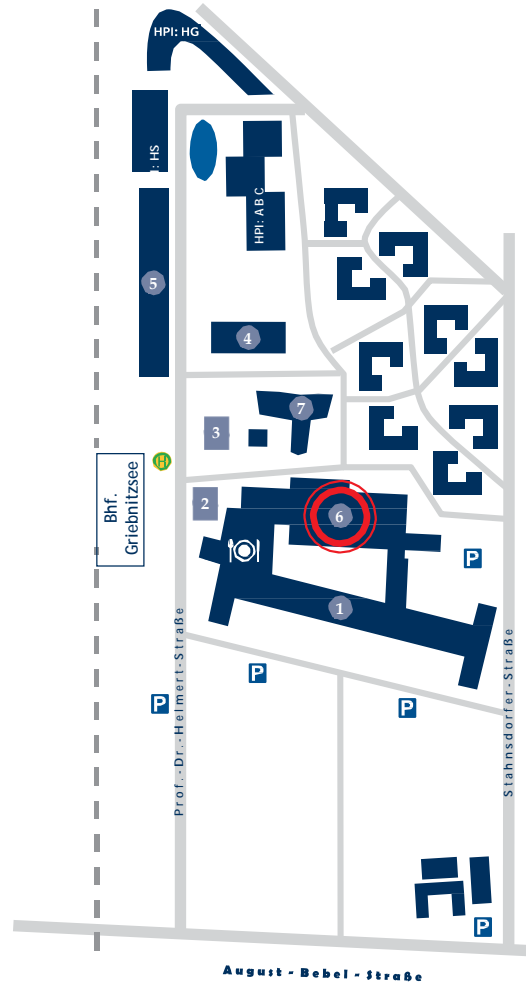 HPI: HG
I: HS
HPI: A B C
5
4
7
3
H
Bhf.
Griebnitzsee
2
6
P
1
Prof.-Dr.-Helmert-Straße
Stahnsdorfer-Straße
P
P
P
P
August - Bebel - Straße